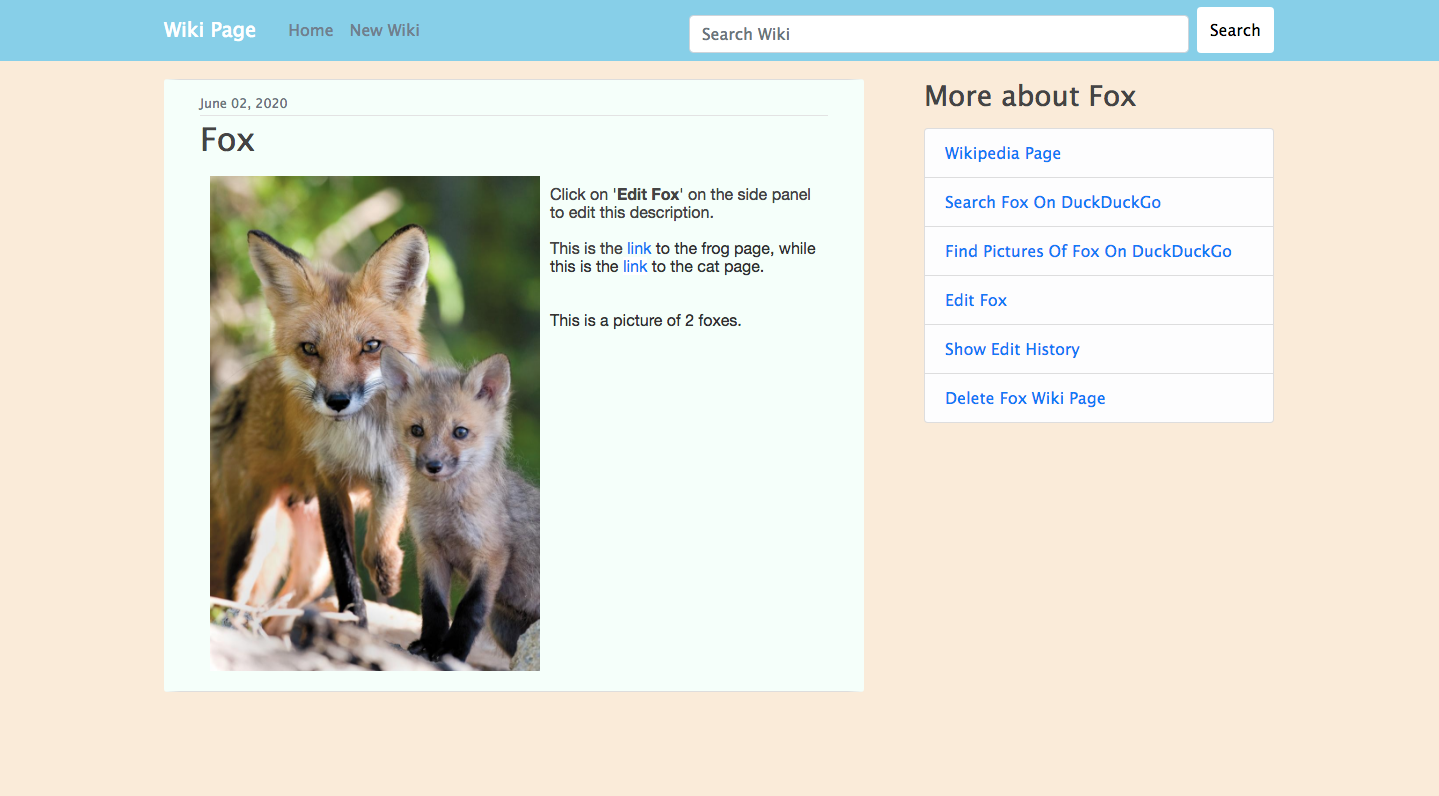 Wiki Page Home New Wiki Search Wiki Search
June 02, 2020
Fox
Click on 'Edit Fox' on the side panel
to edit this description.
This is the link to the frog page, while
this is the link to the cat page.
This is a picture of 2 foxes.
More about Fox
Wikipedia Page
Search Fox On DuckDuckGo
Find Pictures Of Fox On DuckDuckGo
Edit Fox
Show Edit History
Delete Fox Wiki Page